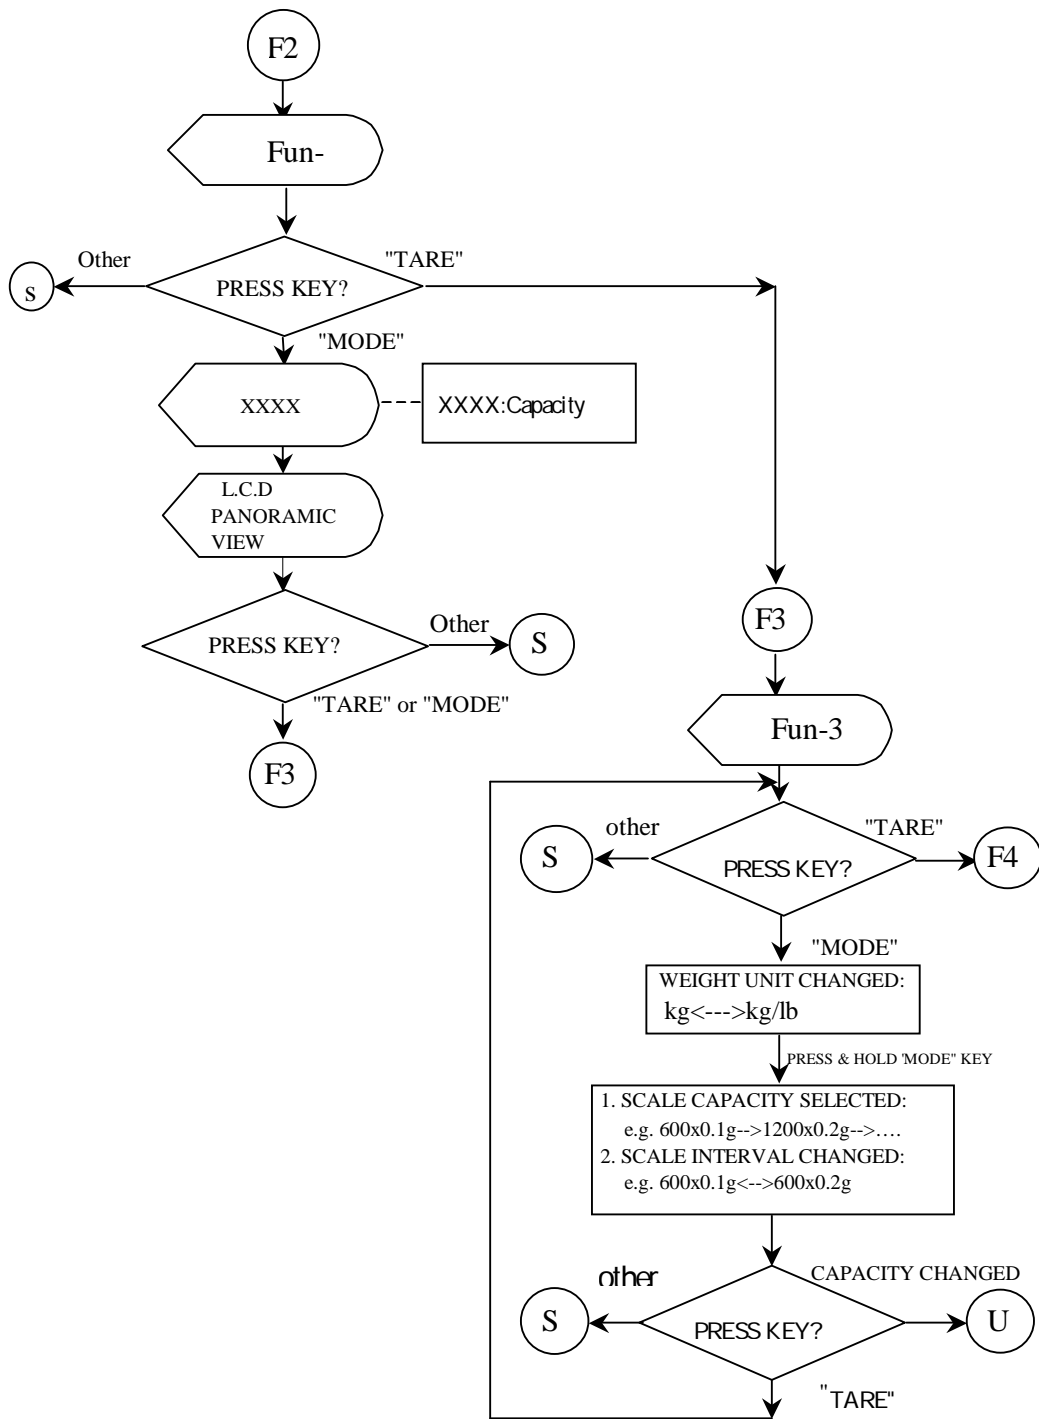 F2
Fun-
Other
"TARE"
s
PRESS KEY?
"MODE"
XXXX
XXXX:Capacity
L.C.D
PANORAMIC
VIEW
PRESS KEY?
Other
S
"TARE" or "MODE"
F3
F3
Fun-3
other
"TARE"
S
PRESS KEY?
F4
"MODE"
WEIGHT UNIT CHANGED:
kg<--->kg/lb
PRESS & HOLD 'MODE" KEY
1. SCALE CAPACITY SELECTED:
e.g. 600x0.1g-->1200x0.2g-->....
2. SCALE INTERVAL CHANGED:
e.g. 600x0.1g<-->600x0.2g
other
CAPACITY CHANGED
S
PRESS KEY?
U
"TARE"